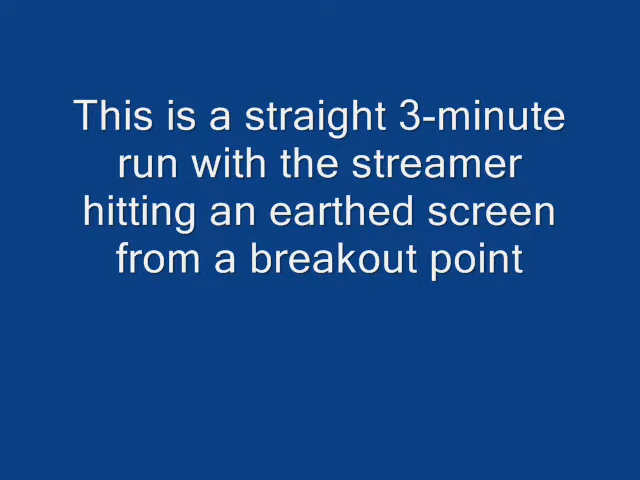 This is a straight 3-minute
run with the streamer
hitting an earthed screen
from a breakout point